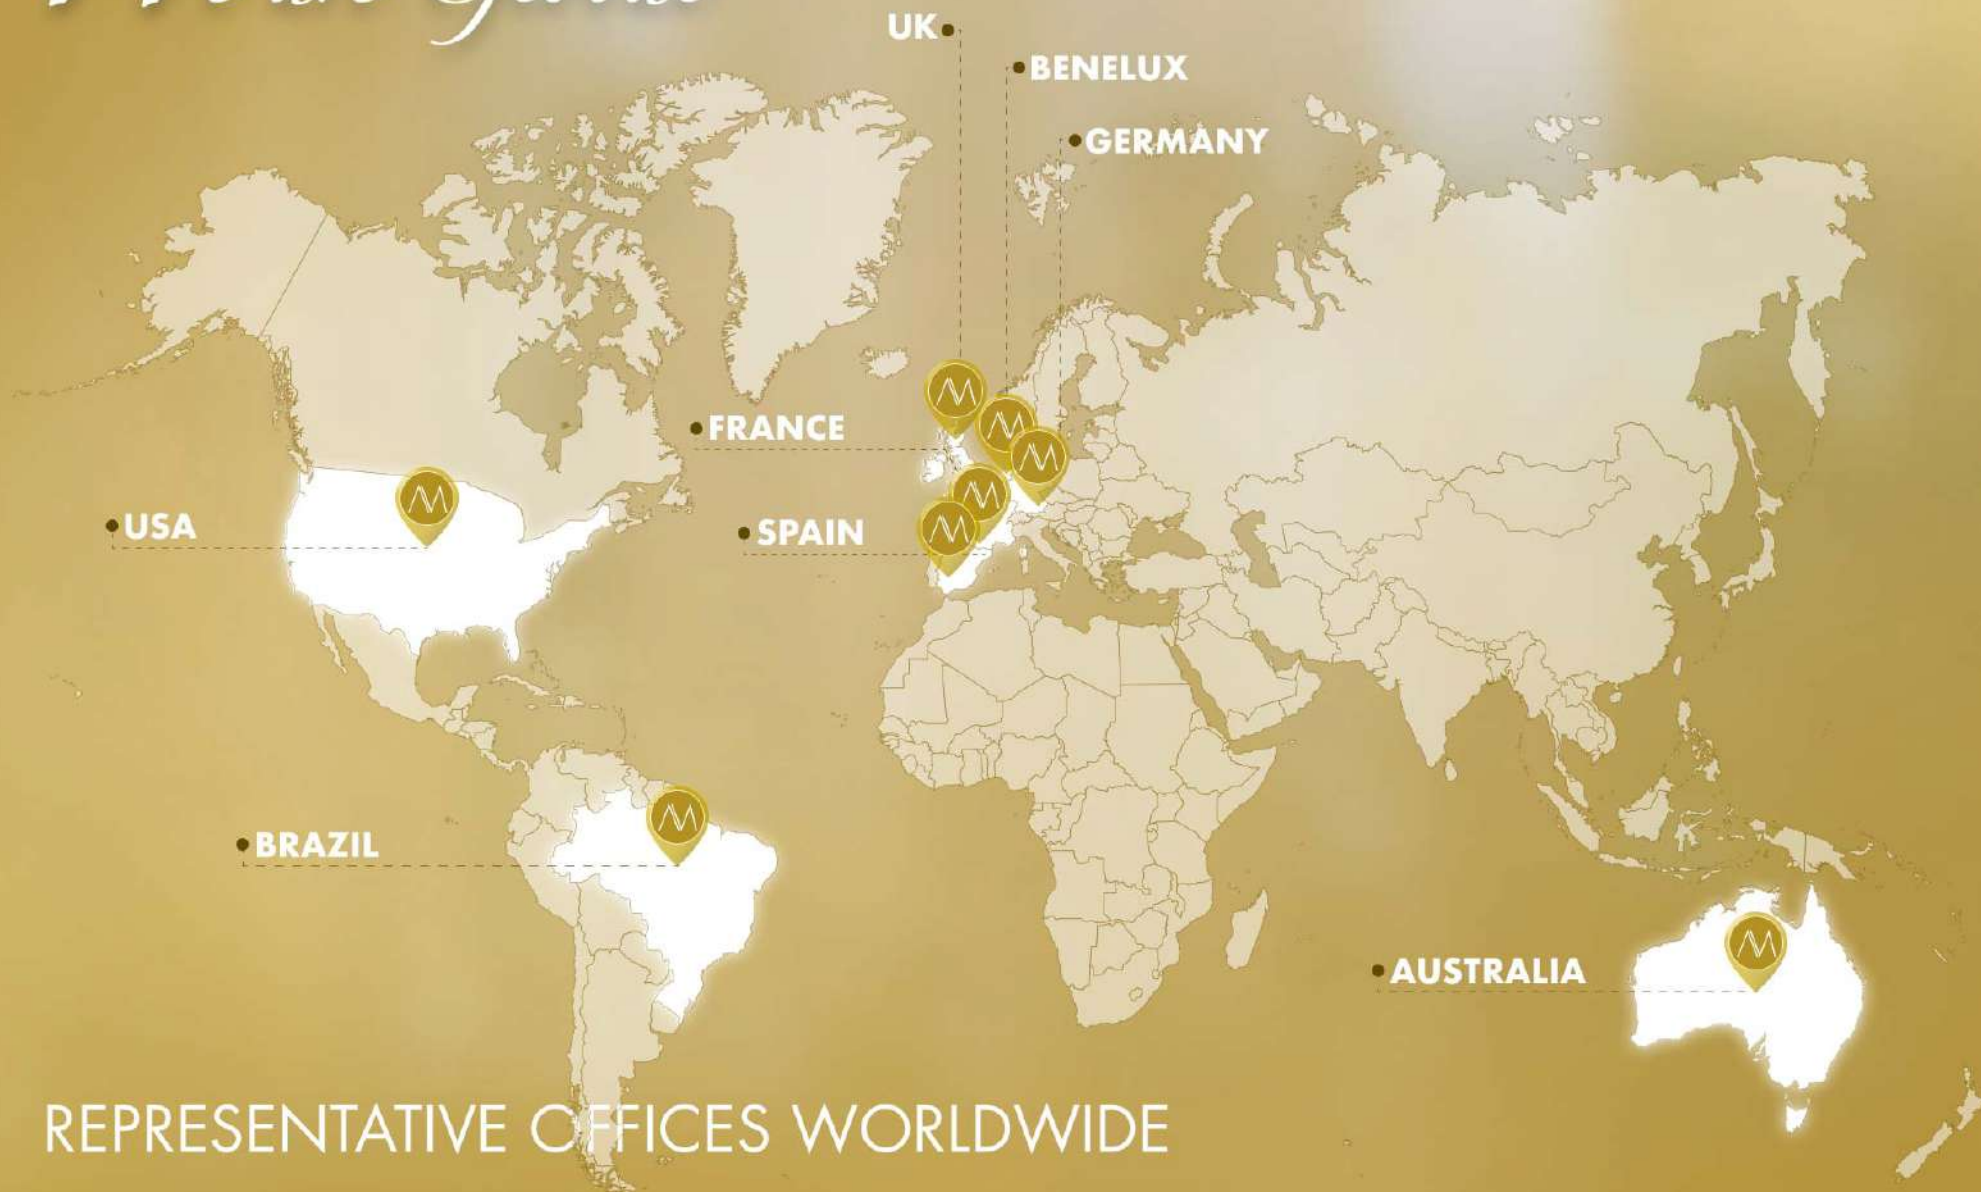 UK
BENELUX
GERMANY
FRANCE
USA
SPAIN
BRAZIL
AUSTRALIA
REPRESENTATIVE OFFICES WORLDWIDE